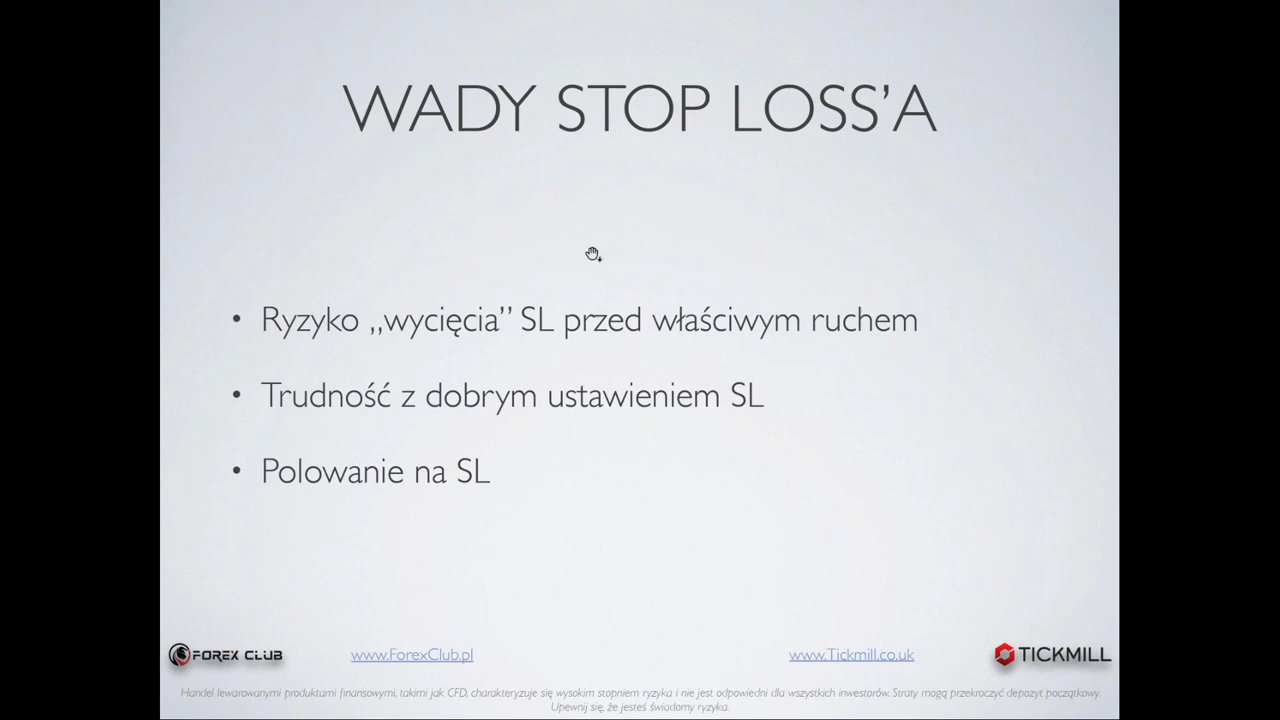 WADY STOP LOSS’A
• Ryzyko „wycięcia” SL przed właściwym ruchem
• Trudność z dobrym ustawieniem SL
• Polowanie na SL
FOREX CLUB www.ForexClub.pl www.Tickmill.co.uk TICKMILL
Handel lewarowanymi produktami finansowymi, takimi jak CFD, charakteryzuje się wysokim stopniem ryzyka i nie jest odpowiedni dla wszystkich inwestorów. Straty mogą przekroczyć depozyt początkowy.
Upewnij się, że jesteś świadomy ryzyka.